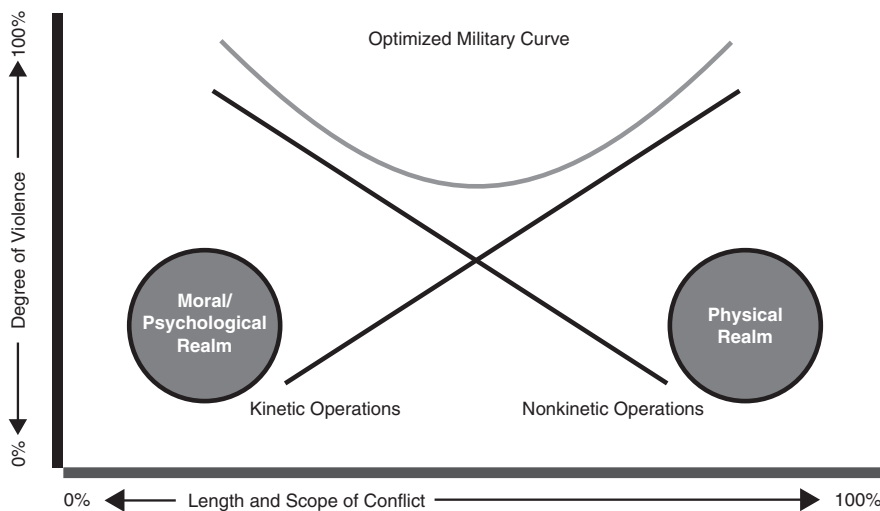 Optimized Military Curve
100%
Degree of Violence
0%
Moral/
Psychological
Realm
Physical
Realm
Kinetic Operations
Nonkinetic Operations
0%
Length and Scope of Conflict
100%